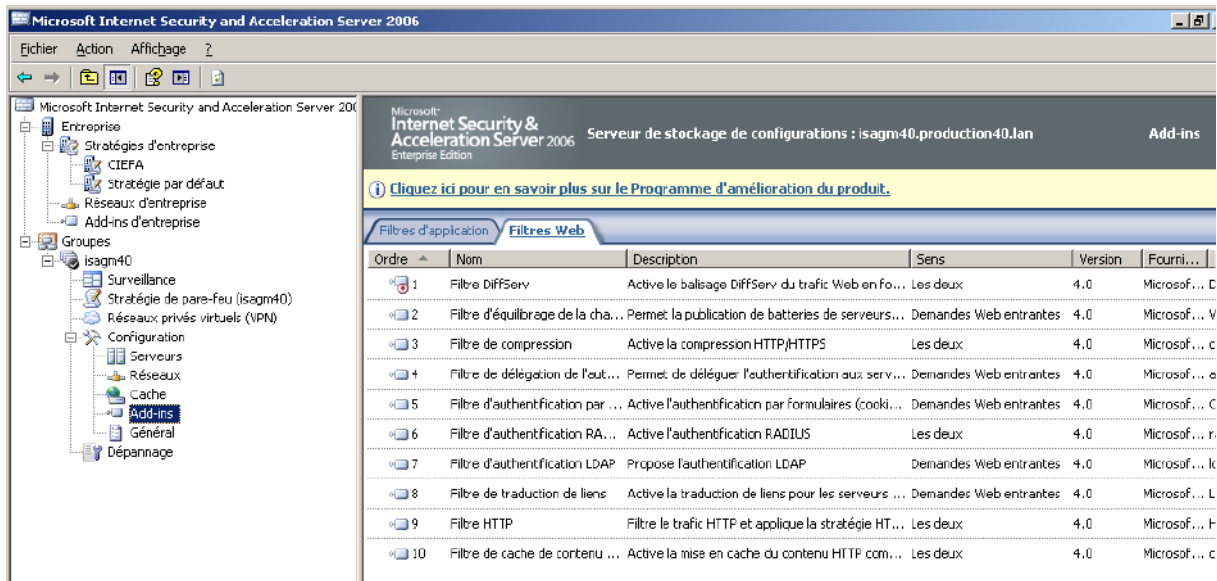 Microsoft Internet Security and Acceleration Server 2006
Fichier Action Affichage ?
Microsoft Internet Security and Acceleration Server 200
Entreprise
Stratégies d'entreprise
CIEFA
Stratégie par défaut
Réseaux d'entreprise
Add-ins d'entreprise
Groupes
isagm40
Surveillance
Stratégie de pare-feu (isagm40)
Réseaux privés virtuels (VPN)
Configuration
Serveurs
Réseaux
Cache
Add-ins
Général
Dépannage
Microsoft
Internet Security &
Acceleration Server 2006
Enterprise Edition
Serveur de stockage de configurations : isagm40.production40.lan Add-ins
Cliquez ici pour en savoir plus sur le Programme d'amélioration du produit.
Filtres d'application Filtres Web
Ordre Nom Description Sens Version Fourni...
1 Filtre DiffServ Active le balisage DiffServ du trafic Web en fo... Les deux 4.0 Microsof... D
2 Filtre d'équilibrage de la cha... Permet la publication de batteries de serveurs... Demandes Web entrantes 4.0 Microsof... V
3 Filtre de compression Active la compression HTTP/HTTPS Les deux 4.0 Microsof... c
4 Filtre de délégation de l'aut... Permet de déléguer l'authentification aux serv... Demandes Web entrantes 4.0 Microsof... a
5 Filtre d'authentification par ... Active l'authentification par formulaires (cooki... Demandes Web entrantes 4.0 Microsof... C
6 Filtre d'authentification RA... Active l'authentification RADIUS Les deux 4.0 Microsof... r
7 Filtre d'authentification LDAP Propose l'authentification LDAP Demandes Web entrantes 4.0 Microsof... l
8 Filtre de traduction de liens Active la traduction de liens pour les serveurs ... Demandes Web entrantes 4.0 Microsof... L
9 Filtre HTTP Filtre le trafic HTTP et applique la stratégie HT... Les deux 4.0 Microsof... H
10 Filtre de cache de contenu ... Active la mise en cache du contenu HTTP com... Les deux 4.0 Microsof... c